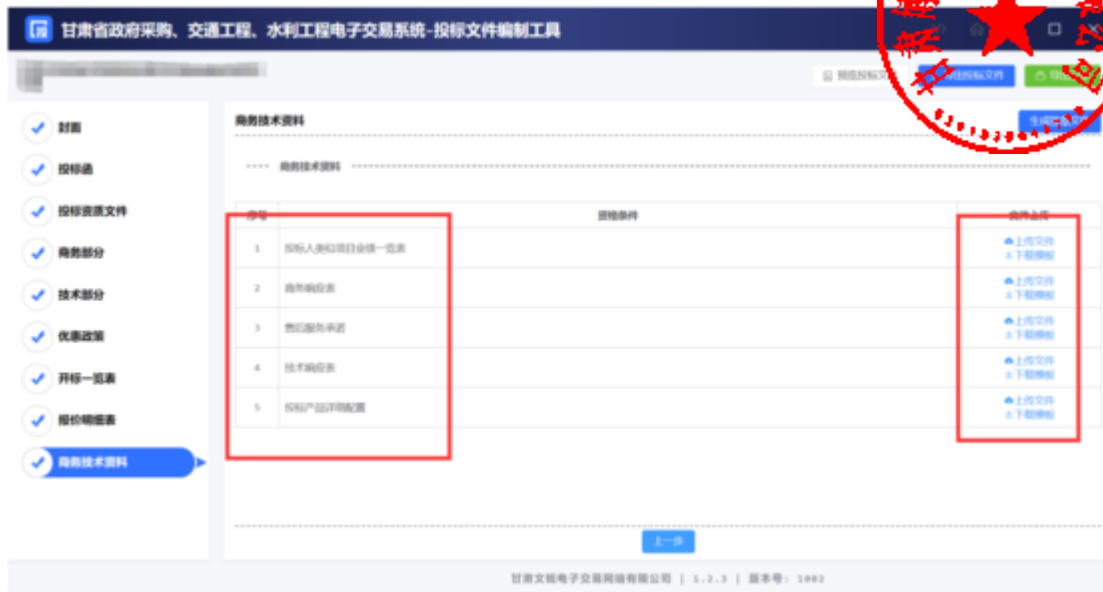 甘肃省政府采购、交通工程、水利工程电子交易系统-投标文件编制工具
预览投标文件
封面
投标函
投标资质文件
商务部分
技术部分
优惠政策
开标一览表
报价明细表
商务技术资料
商务技术资料
商务技术资料
序号 资格条件 文件上传
1 投标人类似项目业绩一览表 上传文件 下载模板
2 商务响应表 上传文件 下载模板
3 售后服务承诺 上传文件 下载模板
4 技术响应表 上传文件 下载模板
5 投标产品详细配置 上传文件 下载模板
上一步
甘肃文锐电子交易网络有限公司 | 1.2.3 | 版本号: 1002